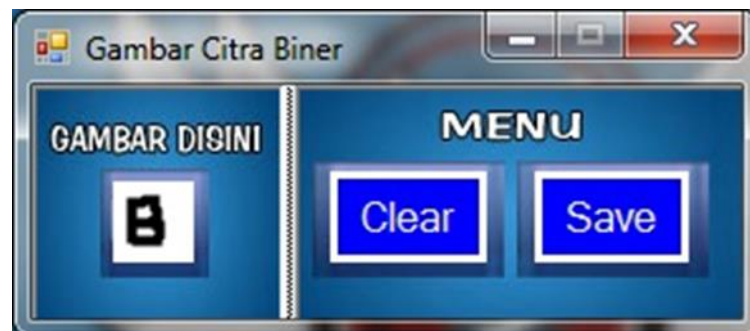 Gambar Citra Biner
GAMBAR DISINI
B
MENU
Clear
Save